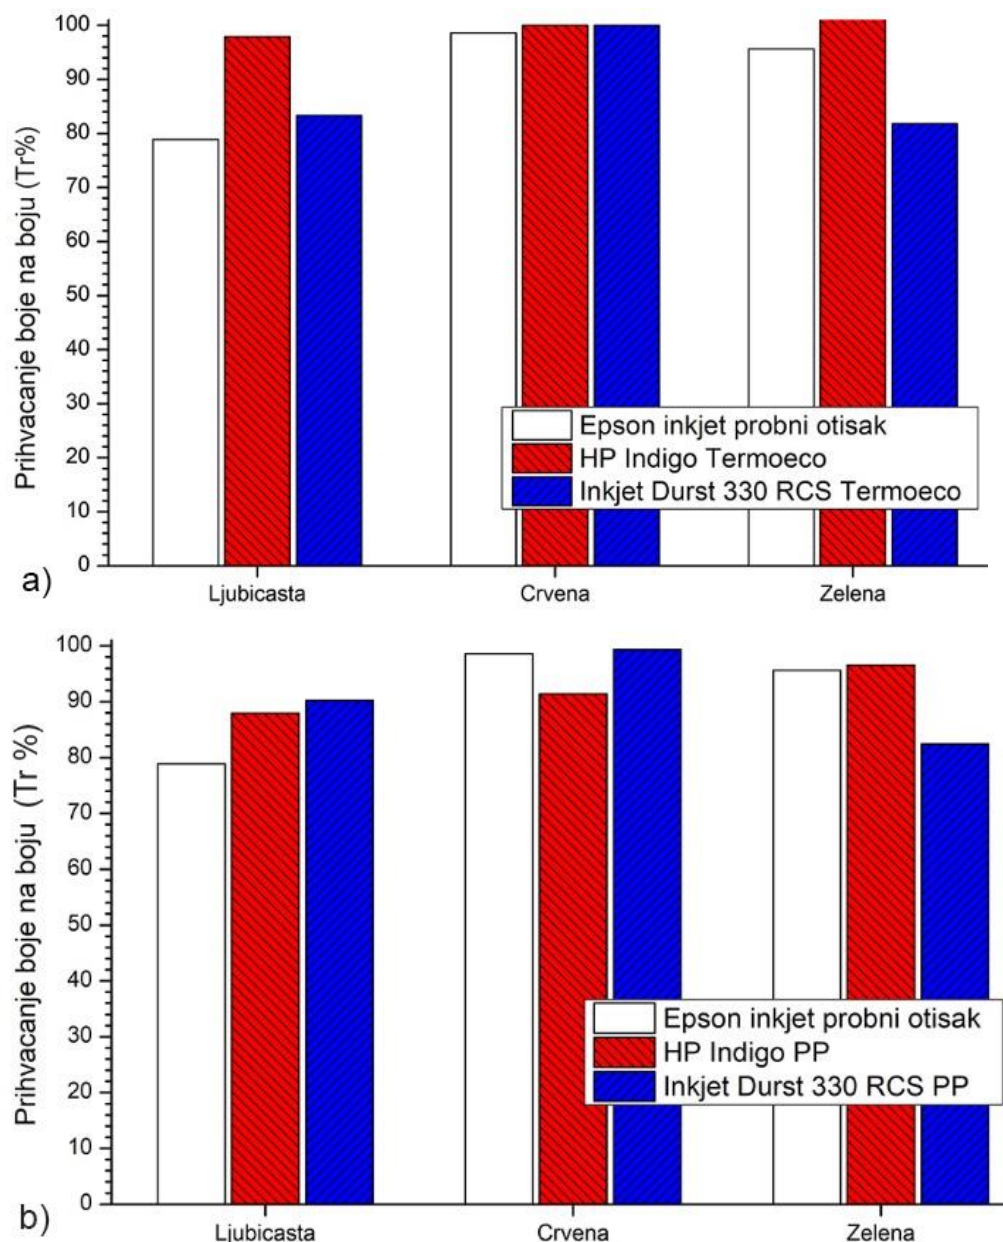 Prihvacanje boje na boju (Tr%)
100
90
80
70
60
50
40
30
20
10
0
Epson inkjet probni otisak
HP Indigo Termoeco
Inkjet Durst 330 RCS Termoeco
a)
Ljubicasta Crvena Zelena
Prihvacanje boje na boju (Tr %)
100
90
80
70
60
50
40
30
20
10
0
Epson inkjet probni otisak
HP Indigo PP
Inkjet Durst 330 RCS PP
b)
Ljubicasta Crvena Zelena